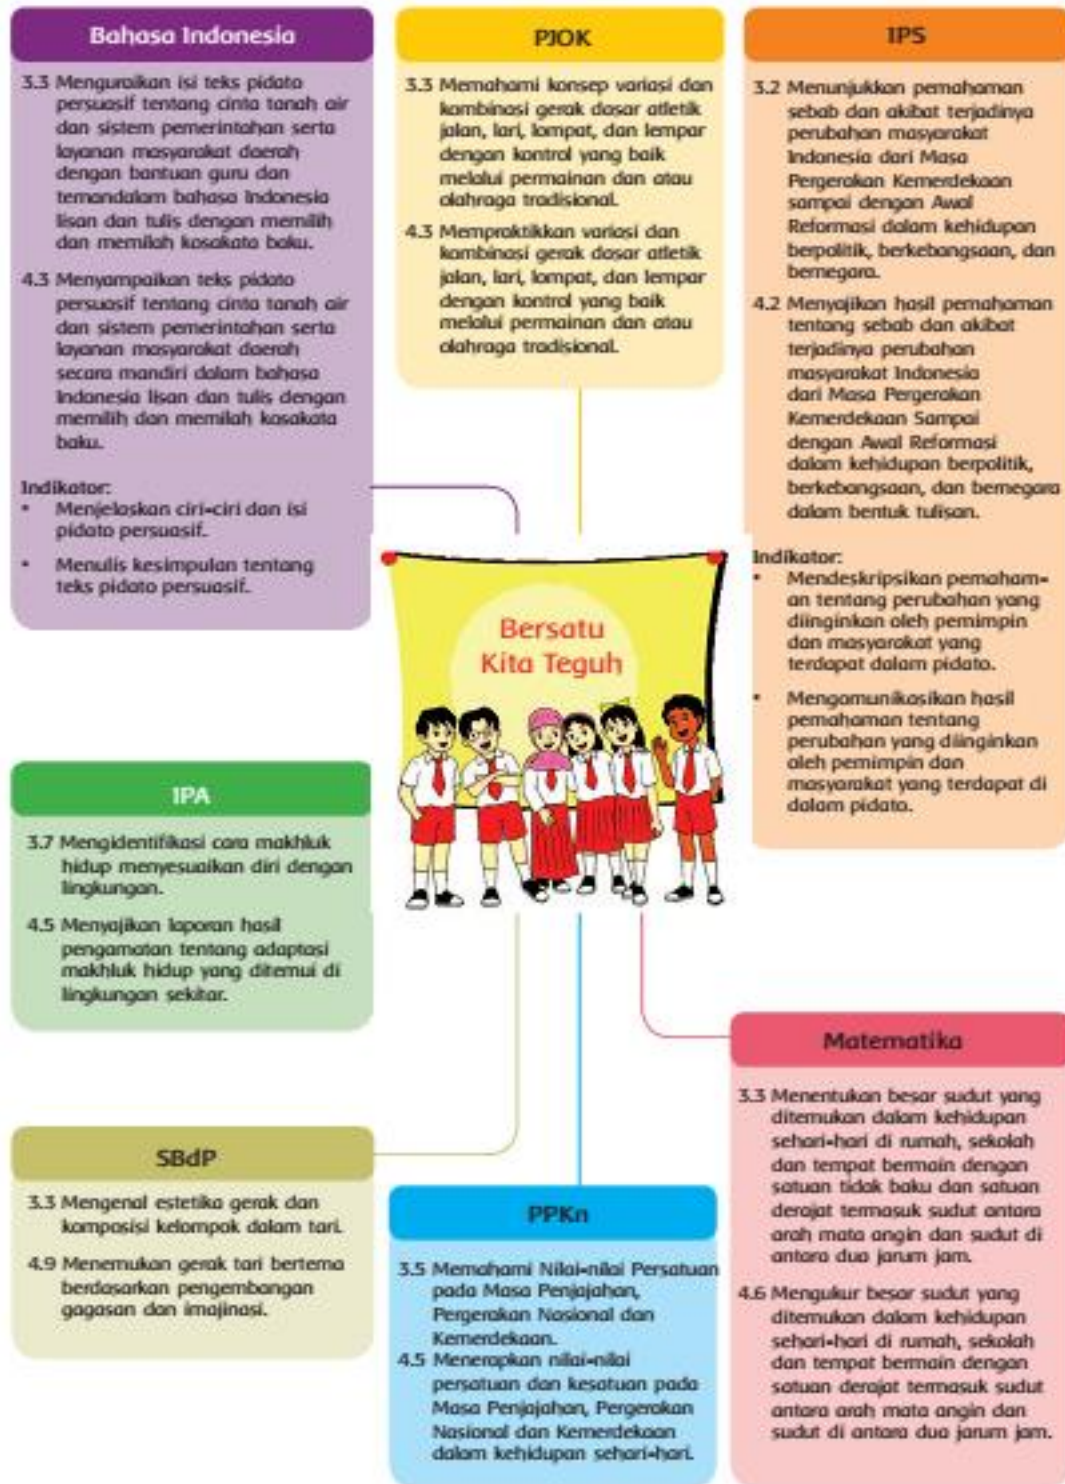 Bahasa Indonesia
3.3 Menguraikan isi teks pidato
persuasif tentang cinta tanah air
dan sistem pemerintahan serta
layanan masyarakat daerah
dengan bantuan guru dan
temandalam bahasa Indonesia
lisan dan tulis dengan memilih
dan memilah kosakata baku.
4.3 Menyampaikan teks pidato
persuasif tentang cinta tanah air
dan sistem pemerintahan serta
layanan masyarakat daerah
secara mandiri dalam bahasa
Indonesia lisan dan tulis dengan
memilih dan memilah kosakata
baku.
Indikator:
• Menjelaskan ciri-ciri dan isi
pidato persuasif.
• Menulis kesimpulan tentang
teks pidato persuasif.
PJOK
3.3 Memahami konsep variasi dan
kombinasi gerak dasar atletik
jalan, lari, lompat, dan lempar
dengan kontrol yang baik
melalui permainan dan atau
olahraga tradisional.
4.3 Mempraktikkan variasi dan
kombinasi gerak dasar atletik
jalan, lari, lompat, dan lempar
dengan kontrol yang baik
melalui permainan dan atau
olahraga tradisional.
IPS
3.2 Menunjukkan pemahaman
sebab dan akibat terjadinya
perubahan masyarakat
Indonesia dari Masa
Pergerakan Kemerdekaan
sampai dengan Awal
Reformasi dalam kehidupan
berpolitik, berkebangsaan, dan
bernegara.
4.2 Menyajikan hasil pemahaman
tentang sebab dan akibat
terjadinya perubahan
masyarakat Indonesia
dari Masa Pergerakan
Kemerdekaan Sampai
dengan Awal Reformasi
dalam kehidupan berpolitik,
berkebangsaan, dan bernegara
dalam bentuk tulisan.
Indikator:
• Mendeskripsikan pemaham-
an tentang perubahan yang
diinginkan oleh pemimpin
dan masyarakat yang
terdapat dalam pidato.
• Mengomunikasikan hasil
pemahaman tentang
perubahan yang diinginkan
oleh pemimpin dan
masyarakat yang terdapat di
dalam pidato.
Bersatu
Kita Teguh
IPA
3.7 Mengidentifikasi cara makhluk
hidup menyesuaikan diri dengan
lingkungan.
4.5 Menyajikan laporan hasil
pengamatan tentang adaptasi
makhluk hidup yang ditemui di
lingkungan sekitar.
SBdP
3.3 Mengenal estetika gerak dan
komposisi kelompok dalam tari.
4.9 Menemukan gerak tari bertema
berdasarkan pengembangan
gagasan dan imajinasi.
PPKn
3.5 Memahami Nilai-nilai Persatuan
pada Masa Penjajahan,
Pergerakan Nasional dan
Kemerdekaan.
4.5 Menerapkan nilai-nilai
persatuan dan kesatuan pada
Masa Penjajahan, Pergerakan
Nasional dan Kemerdekaan
dalam kehidupan sehari-hari.
Matematika
3.3 Menentukan besar sudut yang
ditemukan dalam kehidupan
sehari-hari di rumah, sekolah
dan tempat bermain dengan
satuan tidak baku dan satuan
derajat termasuk sudut antara
arah mata angin dan sudut di
antara dua jarum jam.
4.6 Mengukur besar sudut yang
ditemukan dalam kehidupan
sehari-hari di rumah, sekolah
dan tempat bermain dengan
satuan derajat termasuk sudut
antara arah mata angin dan
sudut di antara dua jarum jam.